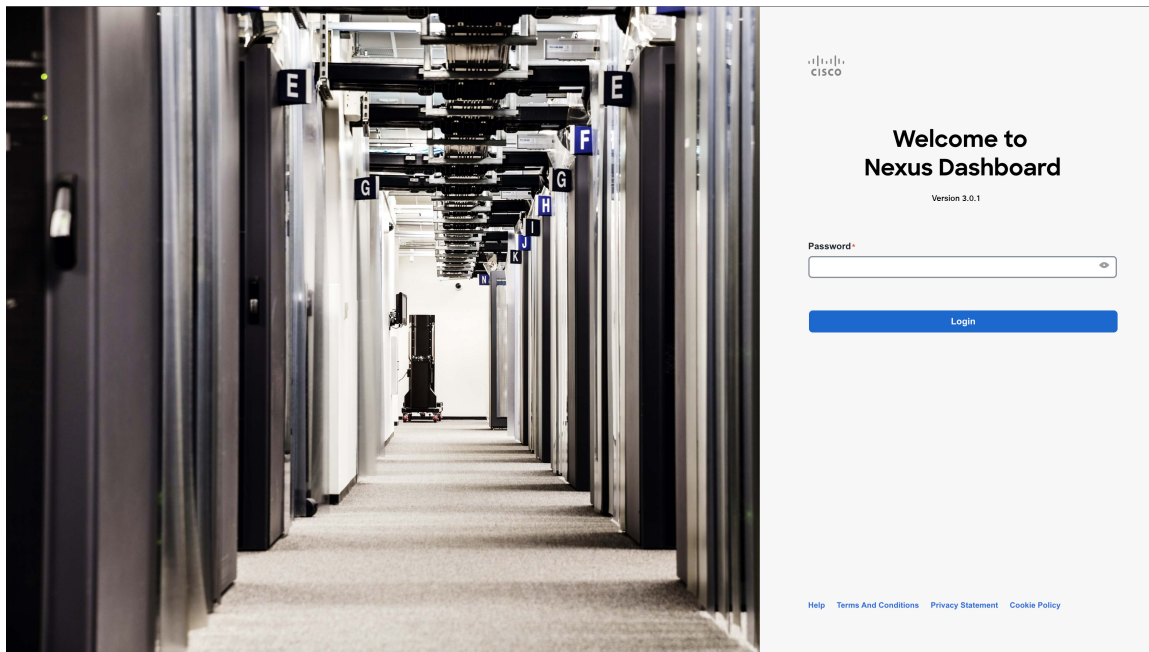 E
E
F
G
G
H
I
J
K
N
CISCO
Welcome to
Nexus Dashboard
Version 3.0.1
Password*
Login
Help Terms And Conditions Privacy Statement Cookie Policy